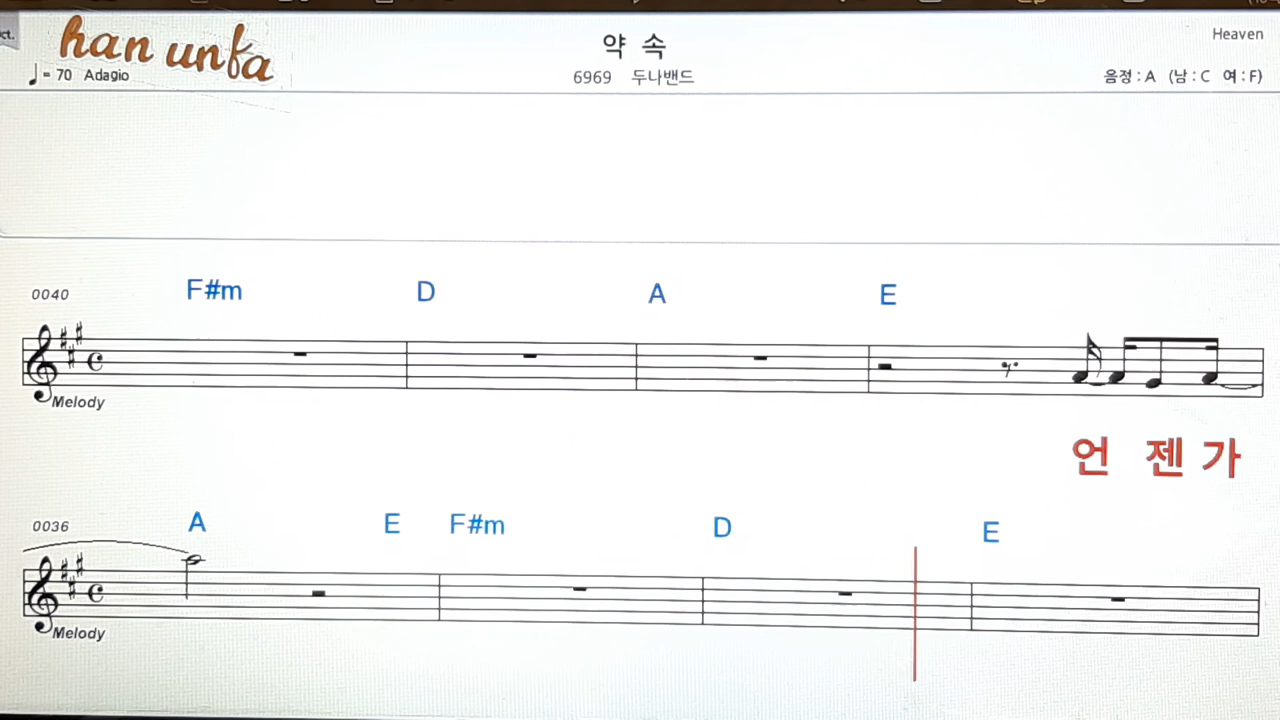 ct.
han unfa
약 속
Heaven
♩= 70 Adagio
6969 두나밴드
음정 : A (남 : C 여 : F)
0040
F#m D A E
Melody
언 젠 가
0036
A E F#m D E
Melody